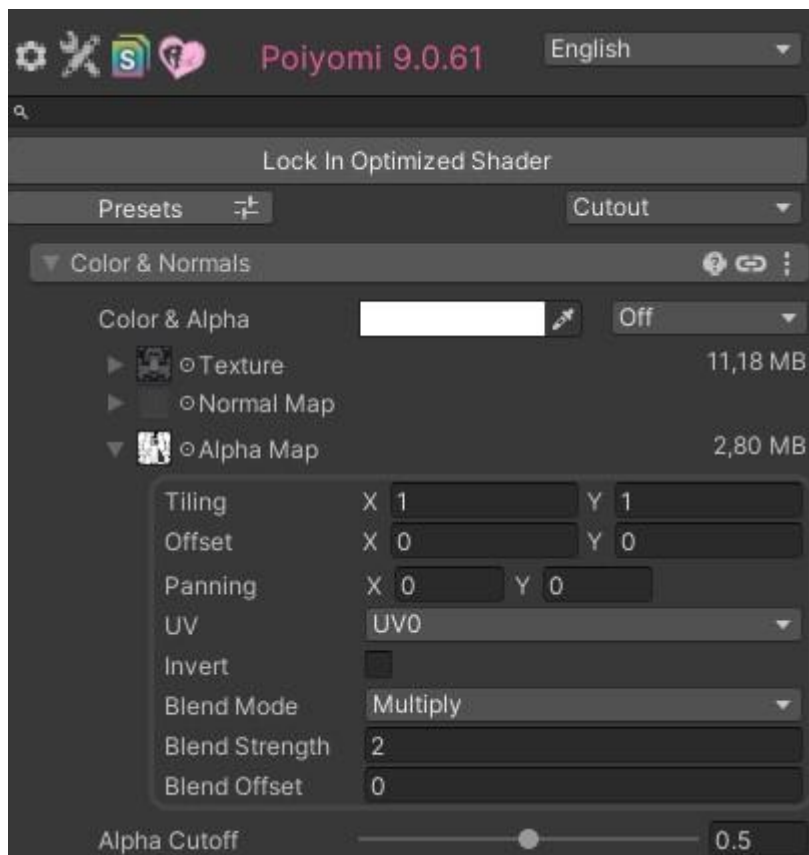 S Poiyomi 9.0.61 English
Lock In Optimized Shader
Presets Cutout
Color & Normals ?
Color & Alpha Off
Texture 11,18 MB
Normal Map
Alpha Map 2,80 MB
Tiling X 1 Y 1
Offset X 0 Y 0
Panning X 0 Y 0
UV UV0
Invert
Blend Mode Multiply
Blend Strength 2
Blend Offset 0
Alpha Cutoff 0.5